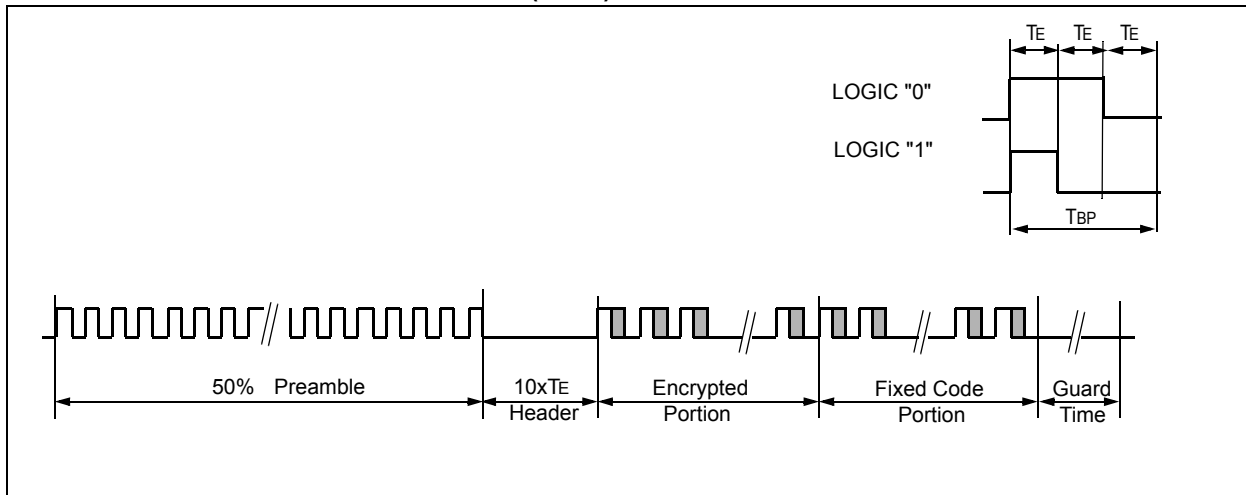 TE TE TE
LOGIC "0"
LOGIC "1"
TBP
50% Preamble
10xTE
Header
Encrypted
Portion
Fixed Code
Portion
Guard
Time